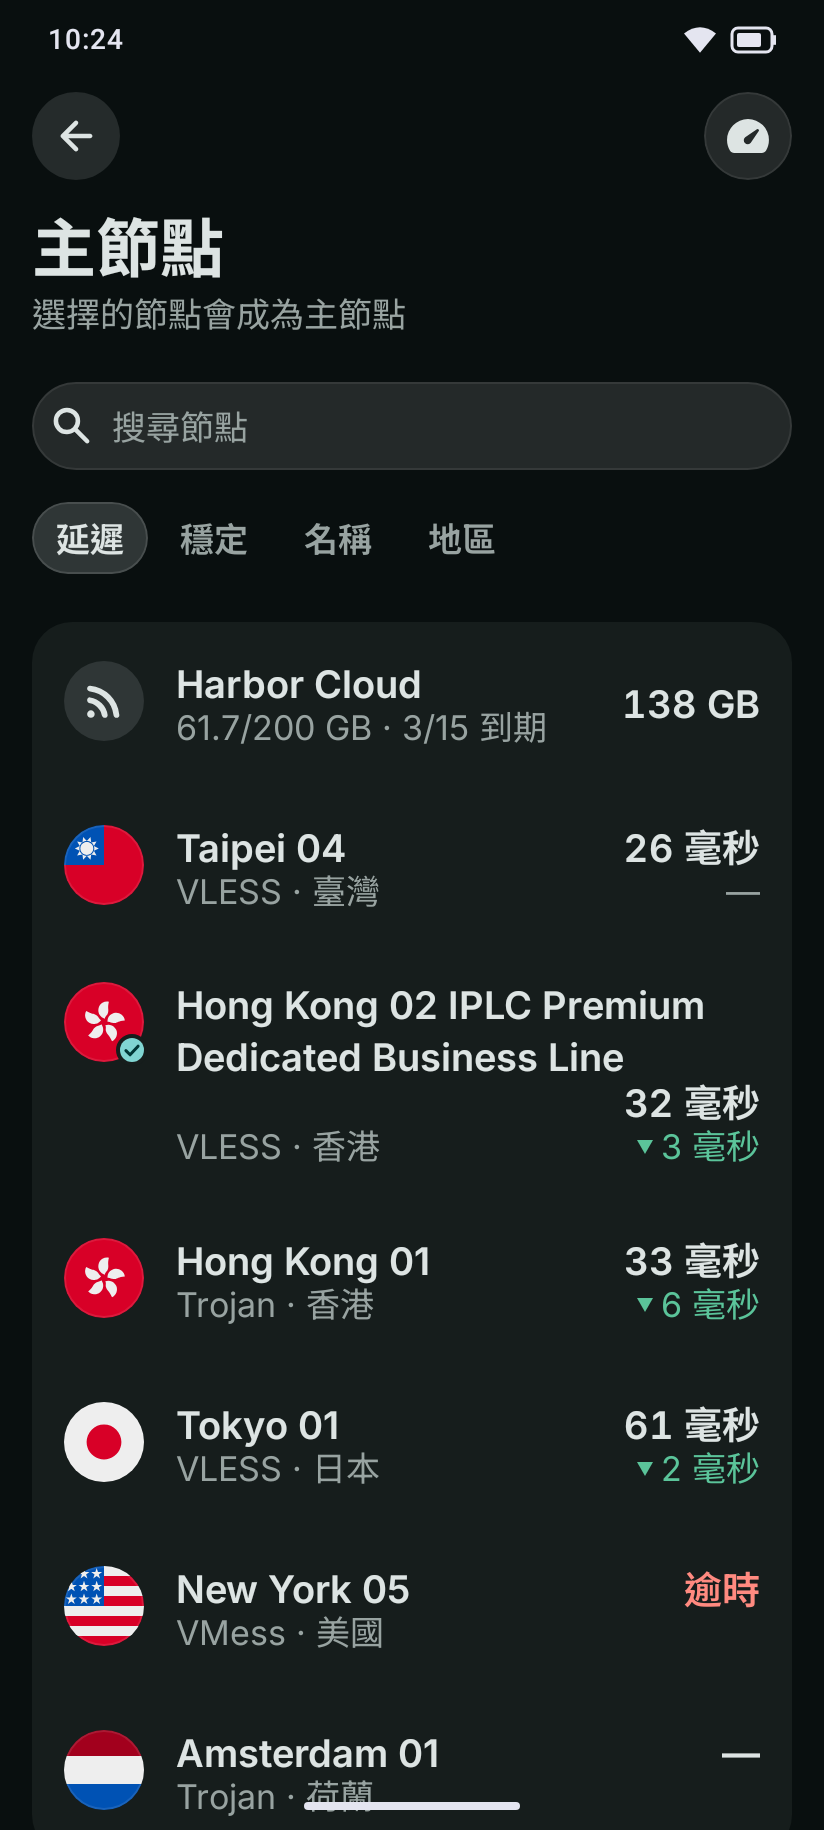 10:24
主節點
選擇的節點會成為主節點
搜尋節點
延遲 穩定 名稱 地區
Harbor Cloud
61.7/200 GB · 3/15 到期
138 GB
Taipei 04
26 毫秒
VLESS · 臺灣
—
Hong Kong 02 IPLC Premium
Dedicated Business Line
32 毫秒
VLESS · 香港
▼3 毫秒
Hong Kong 01
33 毫秒
Trojan · 香港
▼6 毫秒
Tokyo 01
61 毫秒
VLESS · 日本
▼2 毫秒
New York 05
逾時
VMess · 美國
Amsterdam 01
—
Trojan · 荷蘭